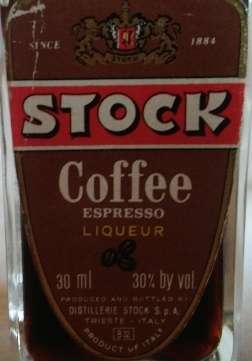 STOCK
SINCE 1884
STOCK
Coffee
ESPRESSO
LIQUEUR
30 ml 30% by vol.
PRODUCED AND BOTTLED BY
DISTILLERIE STOCK S.p.A.
TRIESTE - ITALY
PRODUCT OF ITALY